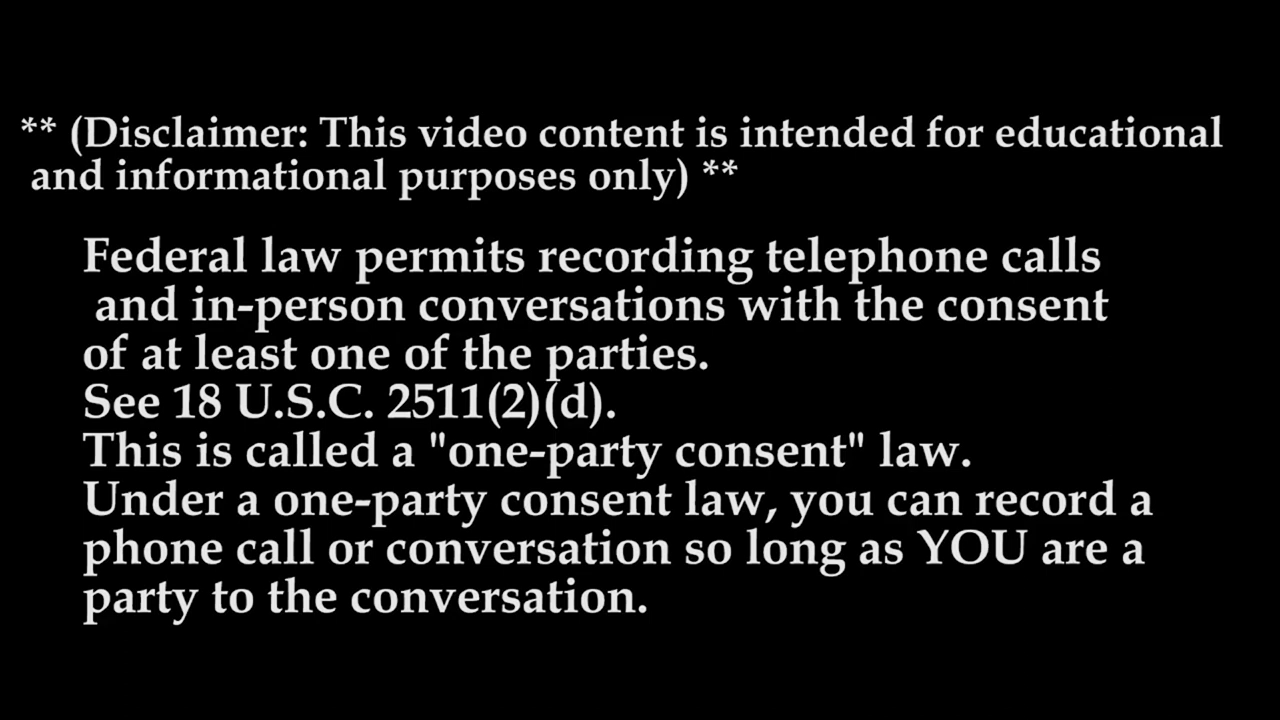 ** (Disclaimer: This video content is intended for educational
and informational purposes only) **
Federal law permits recording telephone calls
and in-person conversations with the consent
of at least one of the parties.
See 18 U.S.C. 2511(2)(d).
This is called a "one-party consent" law.
Under a one-party consent law, you can record a
phone call or conversation so long as YOU are a
party to the conversation.